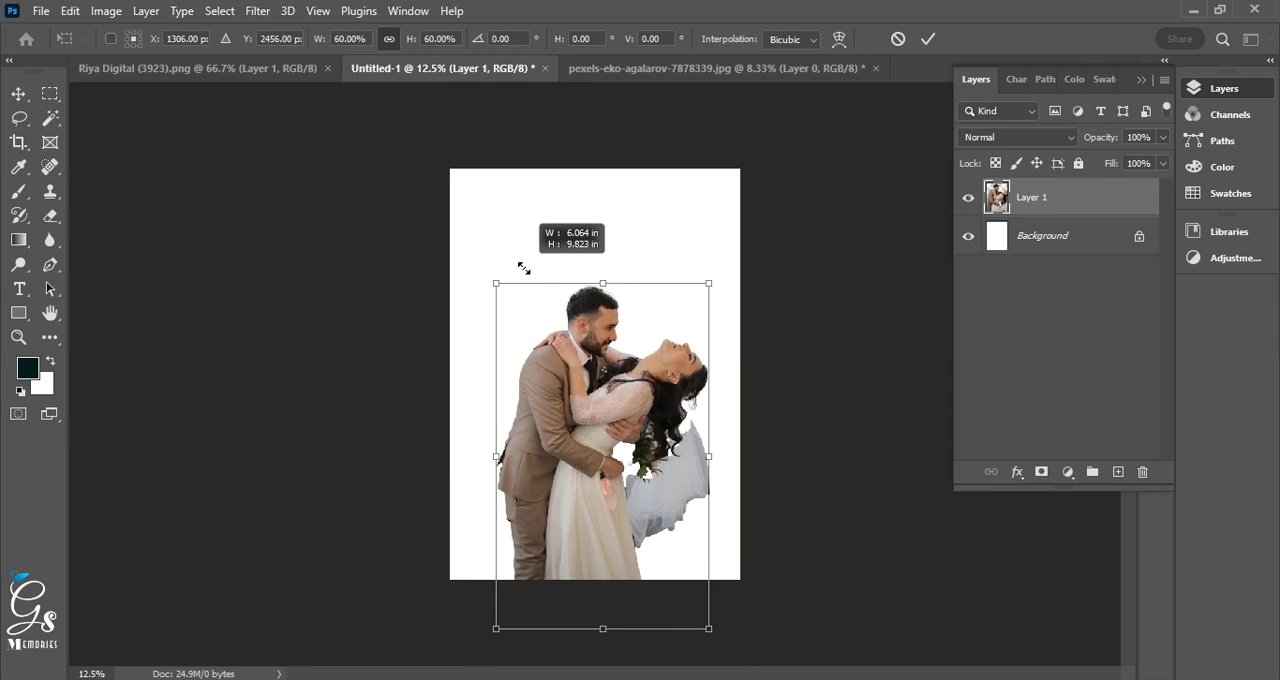 Ps File Edit Image Layer Type Select Filter 3D View Plugins Window Help
X: 1306.00 p: Y: 2456.00 p: W: 60.00% H: 60.00% 0.00 ° H: 0.00 ° V: 0.00 ° Interpolation: Bicubic Share
Riya Digital (3923).png @ 66.7% (Layer 1, RGB/8) × Untitled-1 @ 12.5% (Layer 1, RGB/8) * × pexels-eko-agalarov-7878339.jpg @ 8.33% (Layer 0, RGB/8) * ×
Layers Char Path Colo Swat
Kind
Normal Opacity: 100%
Lock: Fill: 100%
Layer 1
Background
Layers
Channels
Paths
Color
Swatches
Libraries
Adjustme...
W : 6.064 in
H : 9.823 in
Gs
MEMORIES
12.5% Doc: 24.9M/0 bytes